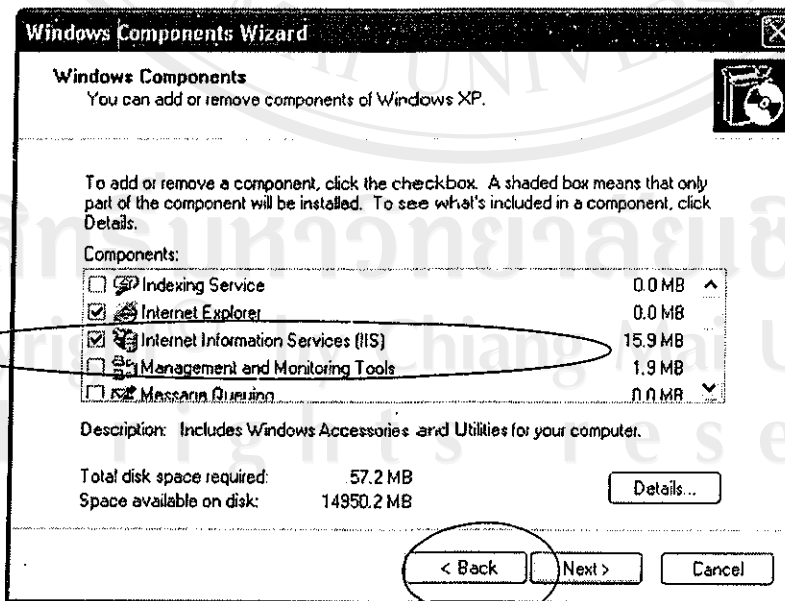 Windows Components Wizard
Windows Components
You can add or remove components of Windows XP.
To add or remove a component, click the checkbox. A shaded box means that only
part of the component will be installed. To see what's included in a component, click
Details.
Components:
Indexing Service 0.0 MB
Internet Explorer 0.0 MB
Internet Information Services (IIS) 15.9 MB
Management and Monitoring Tools 1.9 MB
Message Queuing 0.0 MB
Description: Includes Windows Accessories and Utilities for your computer.
Total disk space required: 57.2 MB
Space available on disk: 14950.2 MB
Details...
< Back Next > Cancel